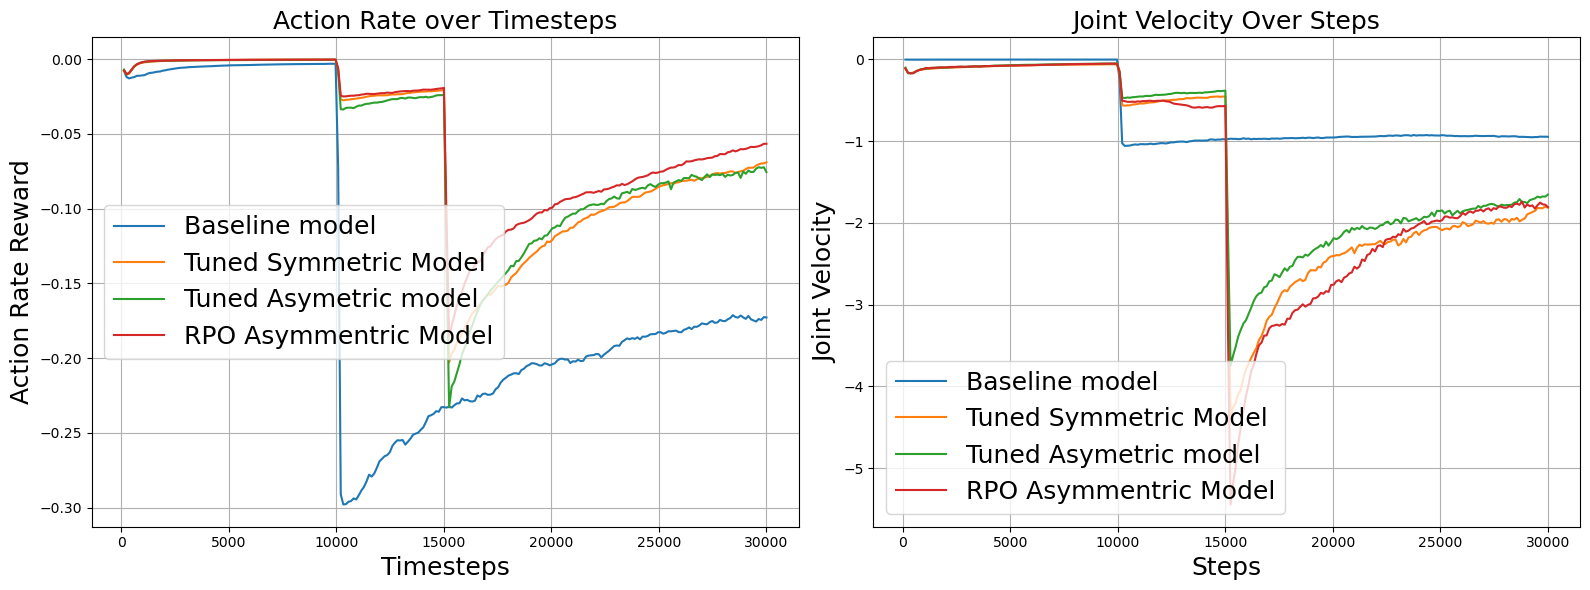 Action Rate over Timesteps
Action Rate Reward
0.00
−0.05
−0.10
−0.15
−0.20
−0.25
−0.30
Baseline model
Tuned Symmetric Model
Tuned Asymetric model
RPO Asymmentric Model
0
5000
10000
15000
20000
25000
30000
Timesteps
Joint Velocity Over Steps
Joint Velocity
0
−1
−2
−3
−4
−5
Baseline model
Tuned Symmetric Model
Tuned Asymetric model
RPO Asymmentric Model
0
5000
10000
15000
20000
25000
30000
Steps